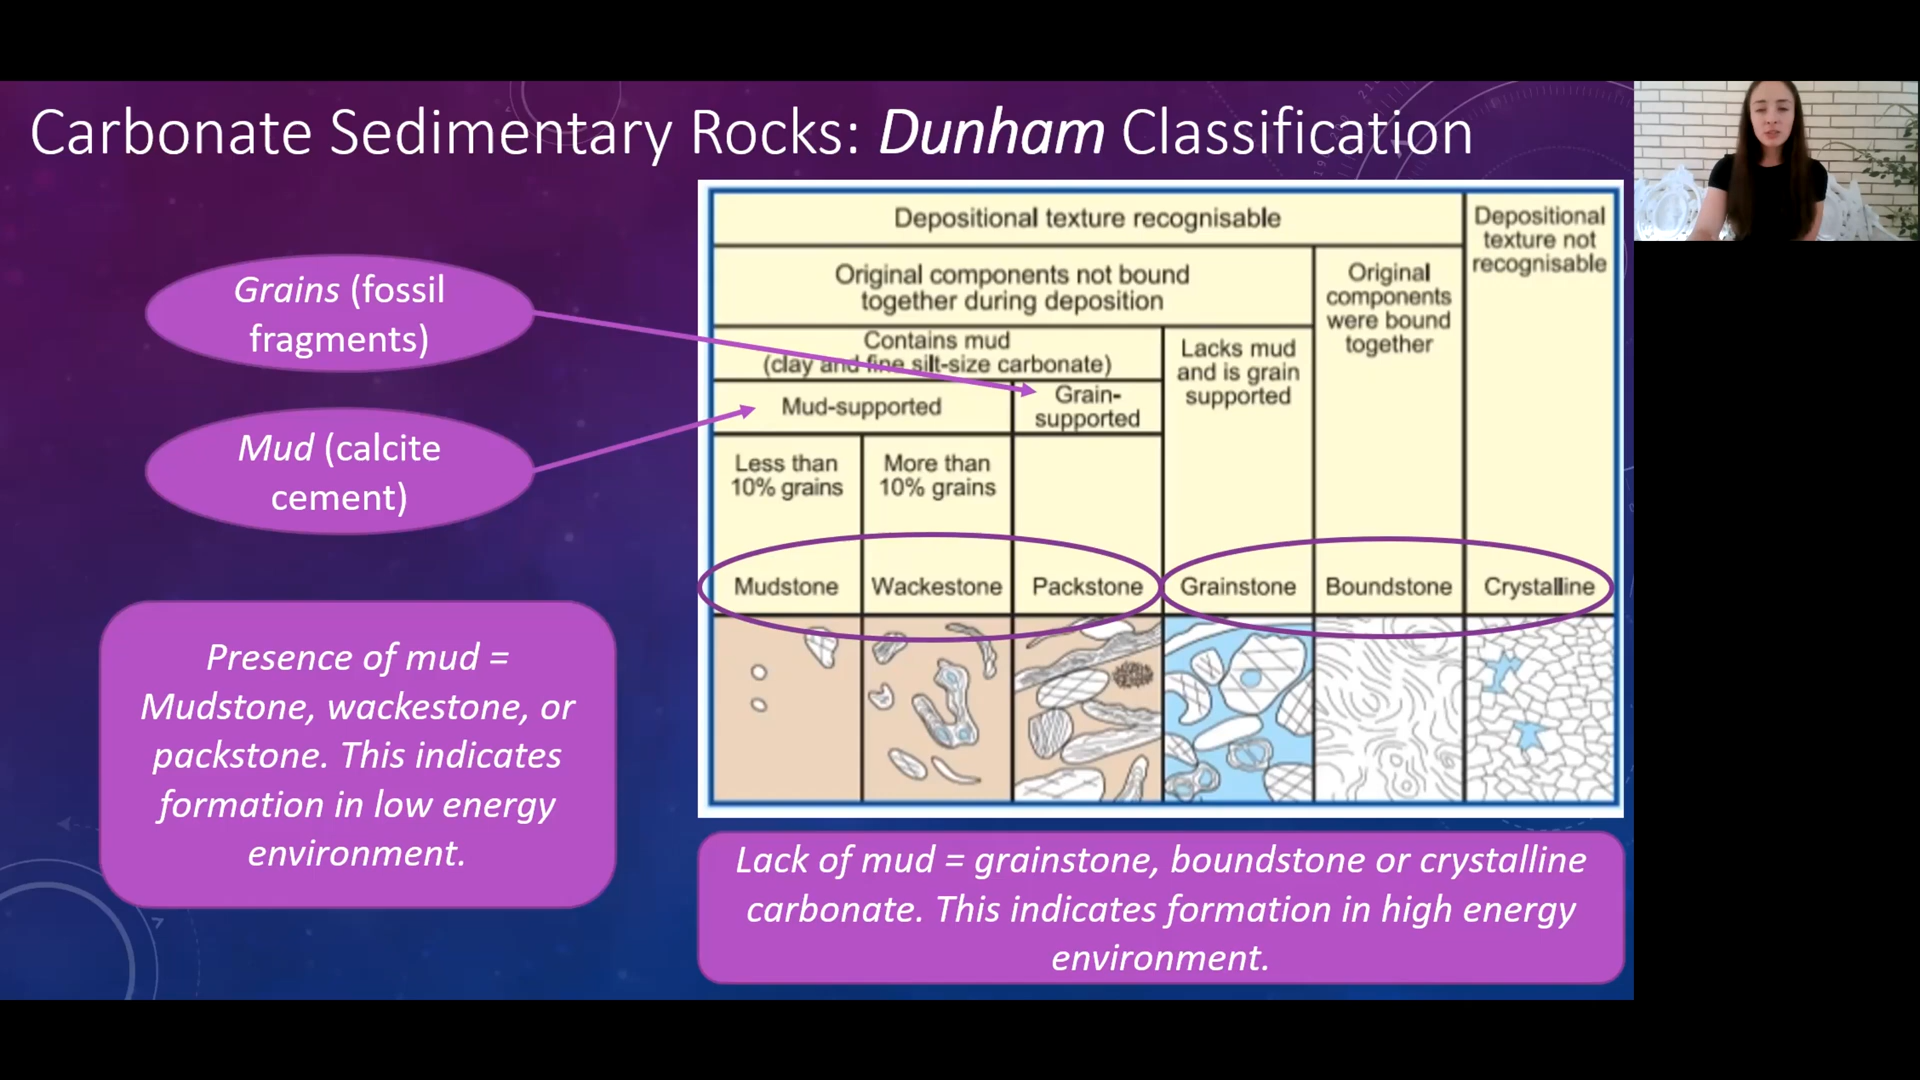 Carbonate Sedimentary Rocks: Dunham Classification
Grains (fossil
fragments)
Mud (calcite
cement)
Presence of mud =
Mudstone, wackestone, or
packstone. This indicates
formation in low energy
environment.
Depositional texture recognisable
Depositional
texture not
recognisable
Original components not bound
together during deposition
Original
components
were bound
together
Contains mud
(clay and fine silt-size carbonate)
Lacks mud
and is grain
supported
Mud-supported
Grain-
supported
Less than
10% grains
More than
10% grains
Mudstone
Wackestone
Packstone
Grainstone
Boundstone
Crystalline
Lack of mud = grainstone, boundstone or crystalline
carbonate. This indicates formation in high energy
environment.